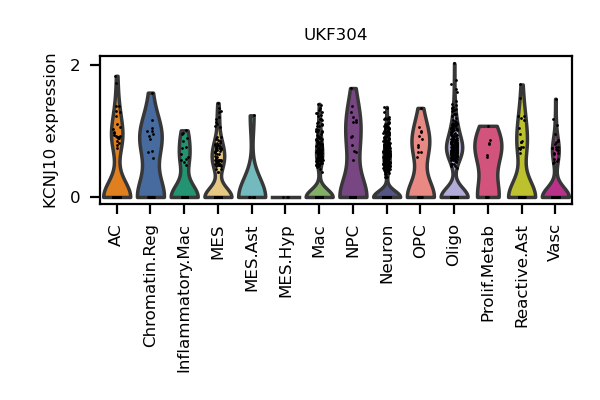 UKF304
KCNJ10 expression
2
0
AC
Chromatin.Reg
Inflammatory.Mac
MES
MES.Ast
MES.Hyp
Mac
NPC
Neuron
OPC
Oligo
Prolif.Metab
Reactive.Ast
Vasc